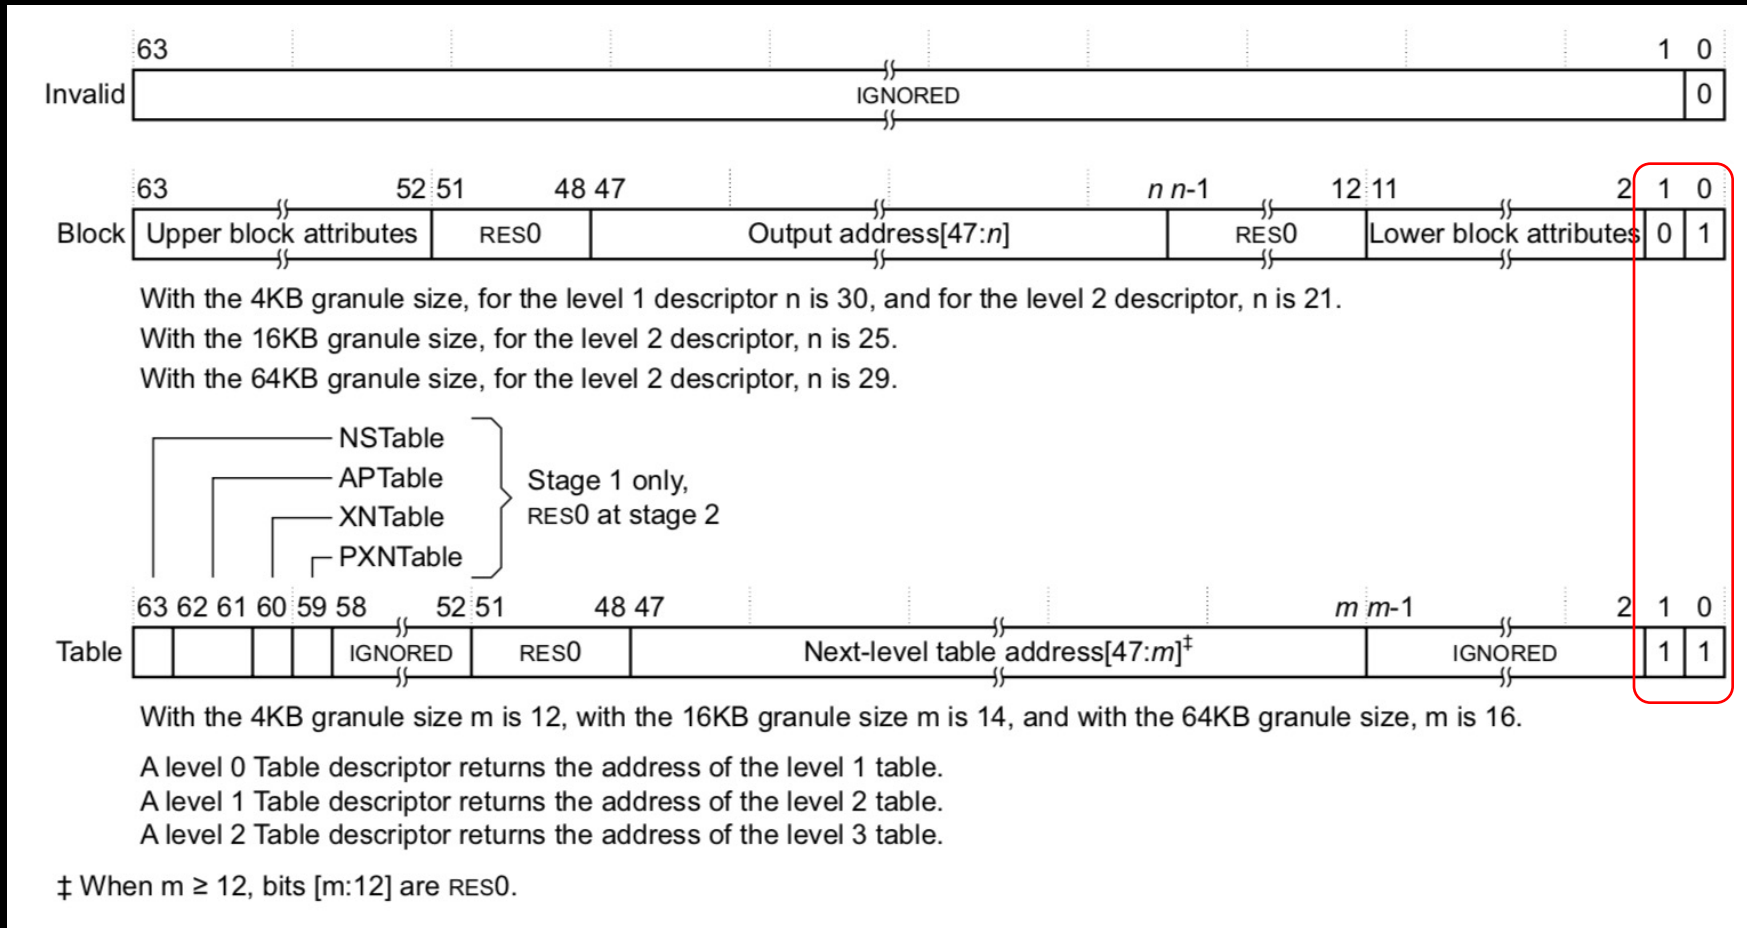 63 1 0
Invalid IGNORED 0
63 52 51 48 47 n n-1 12 11 2 1 0
Block Upper block attributes RES0 Output address[47:n] RES0 Lower block attributes 0 1
With the 4KB granule size, for the level 1 descriptor n is 30, and for the level 2 descriptor, n is 21.
With the 16KB granule size, for the level 2 descriptor, n is 25.
With the 64KB granule size, for the level 2 descriptor, n is 29.
NSTable
APTable
XNTable
PXNTable
Stage 1 only,
RES0 at stage 2
63 62 61 60 59 58 52 51 48 47 m m-1 2 1 0
Table IGNORED RES0 Next-level table address[47:m]‡ IGNORED 1 1
With the 4KB granule size m is 12, with the 16KB granule size m is 14, and with the 64KB granule size, m is 16.
A level 0 Table descriptor returns the address of the level 1 table.
A level 1 Table descriptor returns the address of the level 2 table.
A level 2 Table descriptor returns the address of the level 3 table.
‡ When m ≥ 12, bits [m:12] are RES0.